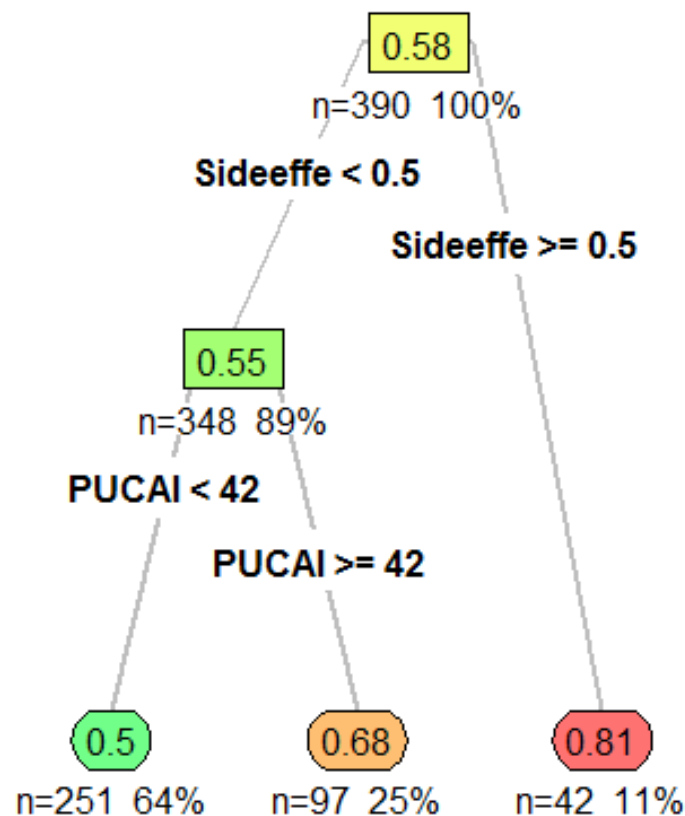 0.58
n=390 100%
Sideeffe < 0.5
Sideeffe >= 0.5
0.55
n=348 89%
PUCAI < 42
PUCAI >= 42
0.5
0.68
0.81
n=251 64%
n=97 25%
n=42 11%